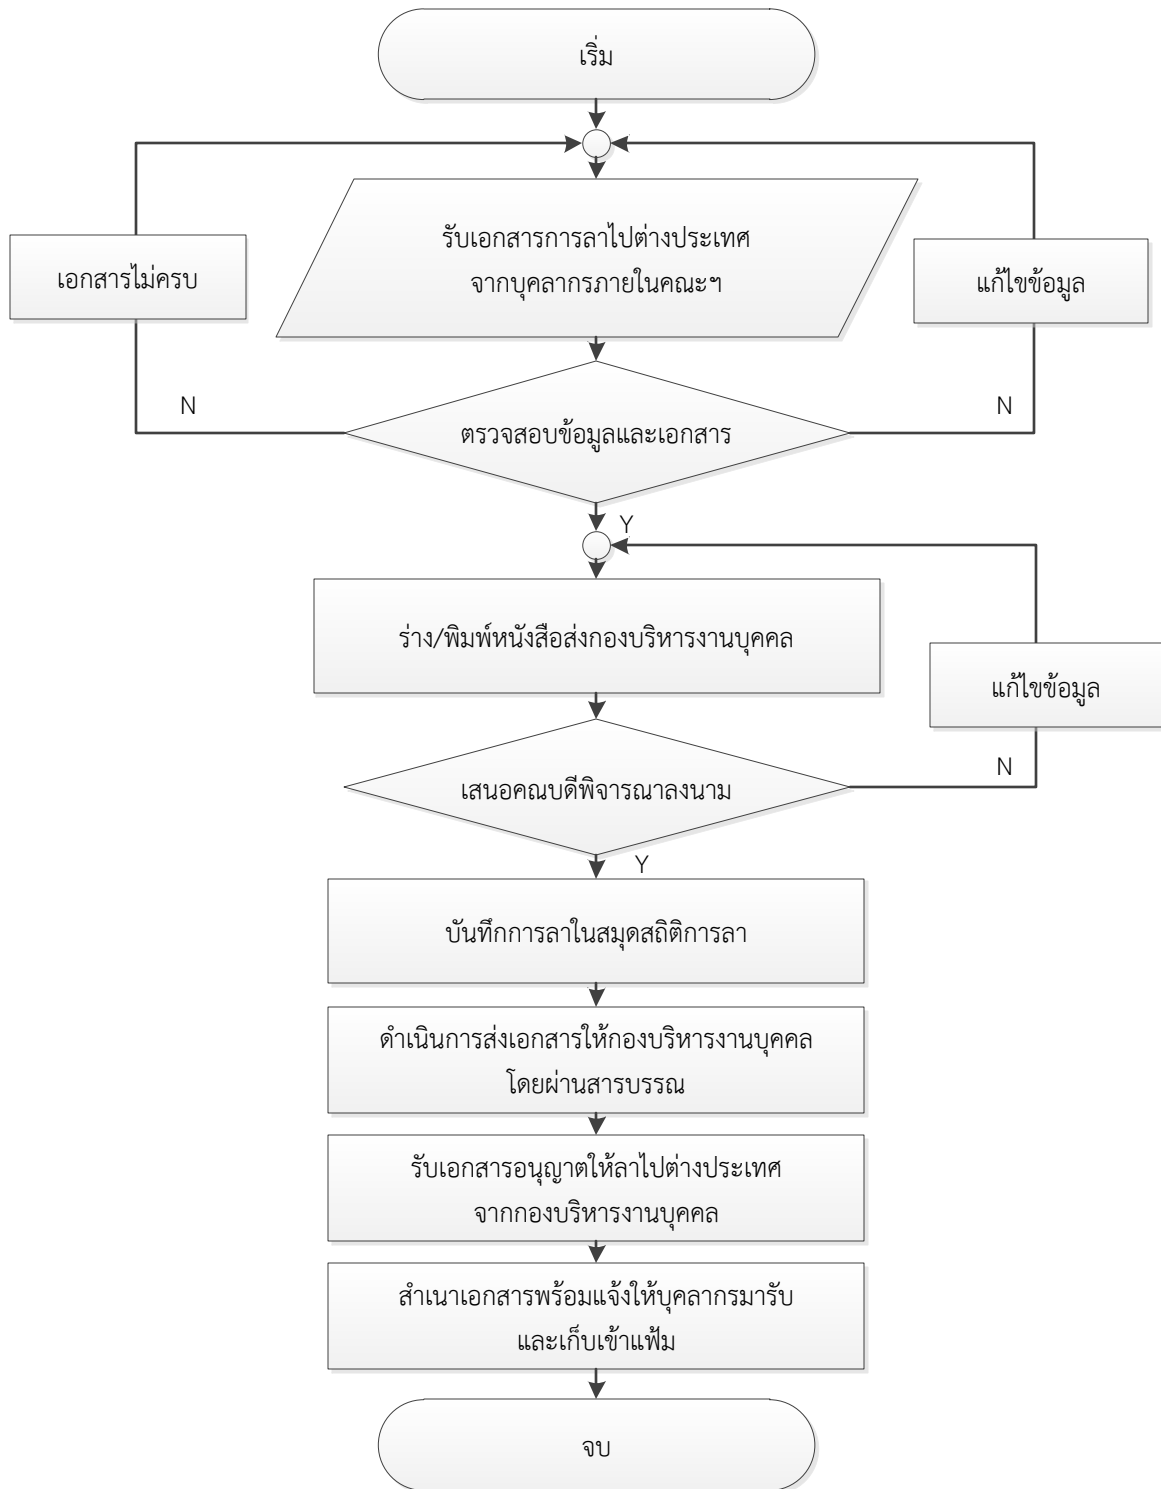 เริ่ม
รับเอกสารการลาไปต่างประเทศ
จากบุคลากรภายในคณะฯ
เอกสารไม่ครบ
แก้ไขข้อมูล
N
N
ตรวจสอบข้อมูลและเอกสาร
Y
ร่าง/พิมพ์หนังสือส่งกองบริหารงานบุคคล
แก้ไขข้อมูล
N
เสนอคณบดีพิจารณาลงนาม
Y
บันทึกการลาในสมุดสถิติการลา
ดำเนินการส่งเอกสารให้กองบริหารงานบุคคล
โดยผ่านสารบรรณ
รับเอกสารอนุญาตให้ลาไปต่างประเทศ
จากกองบริหารงานบุคคล
สำเนาเอกสารพร้อมแจ้งให้บุคลากรมารับ
และเก็บเข้าแฟ้ม
จบ